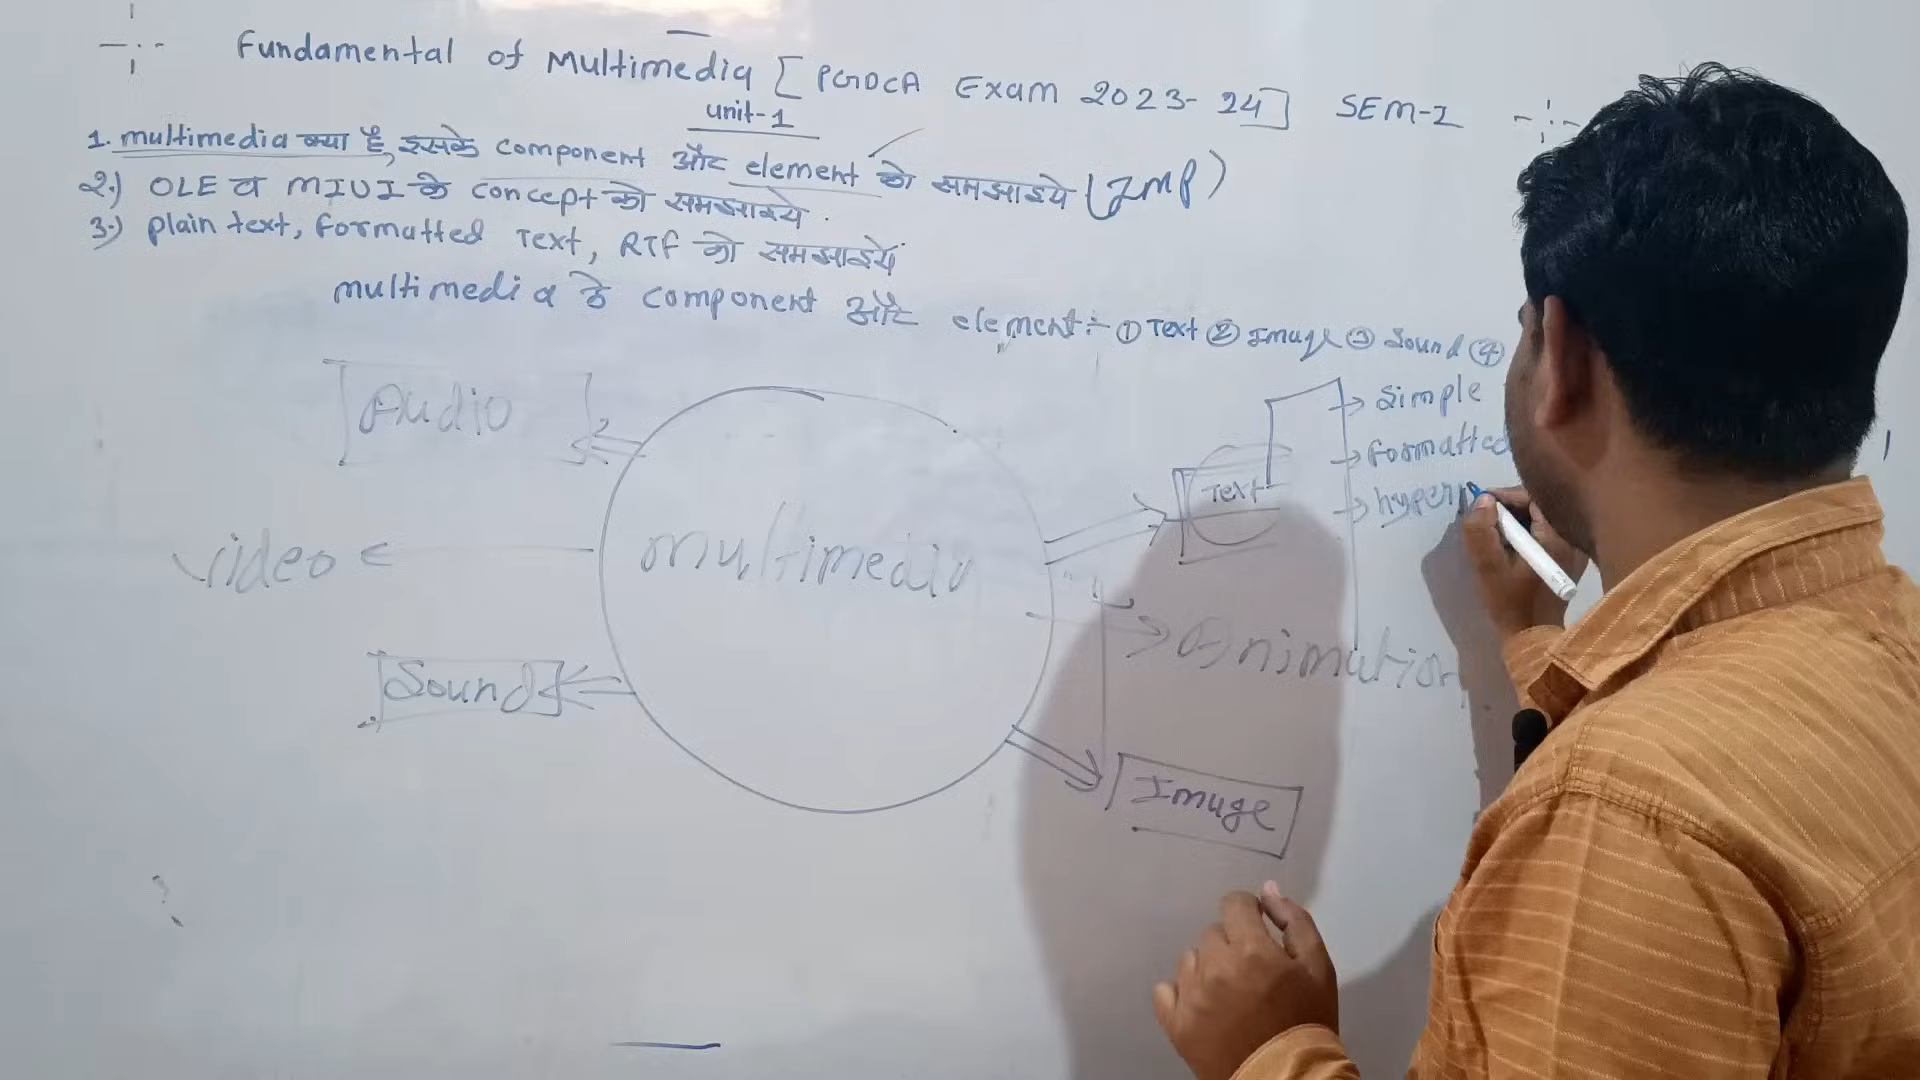 Fundamental of Multimedia [PGDCA Exam 2023-24] SEM-I
unit-1
1. multimedia क्या है, इसके component और element को समझाइये (IMP)
2.) OLE व MIUI के concept को समझाइये.
3.) plain text, Formatted Text, RTF को समझाइये
multimedia के component और element :- ① Text ② Image ③ Sound ④
Audio
simple
Formatted
Text
hyper
multimedia
video
Animation
Sound
Image